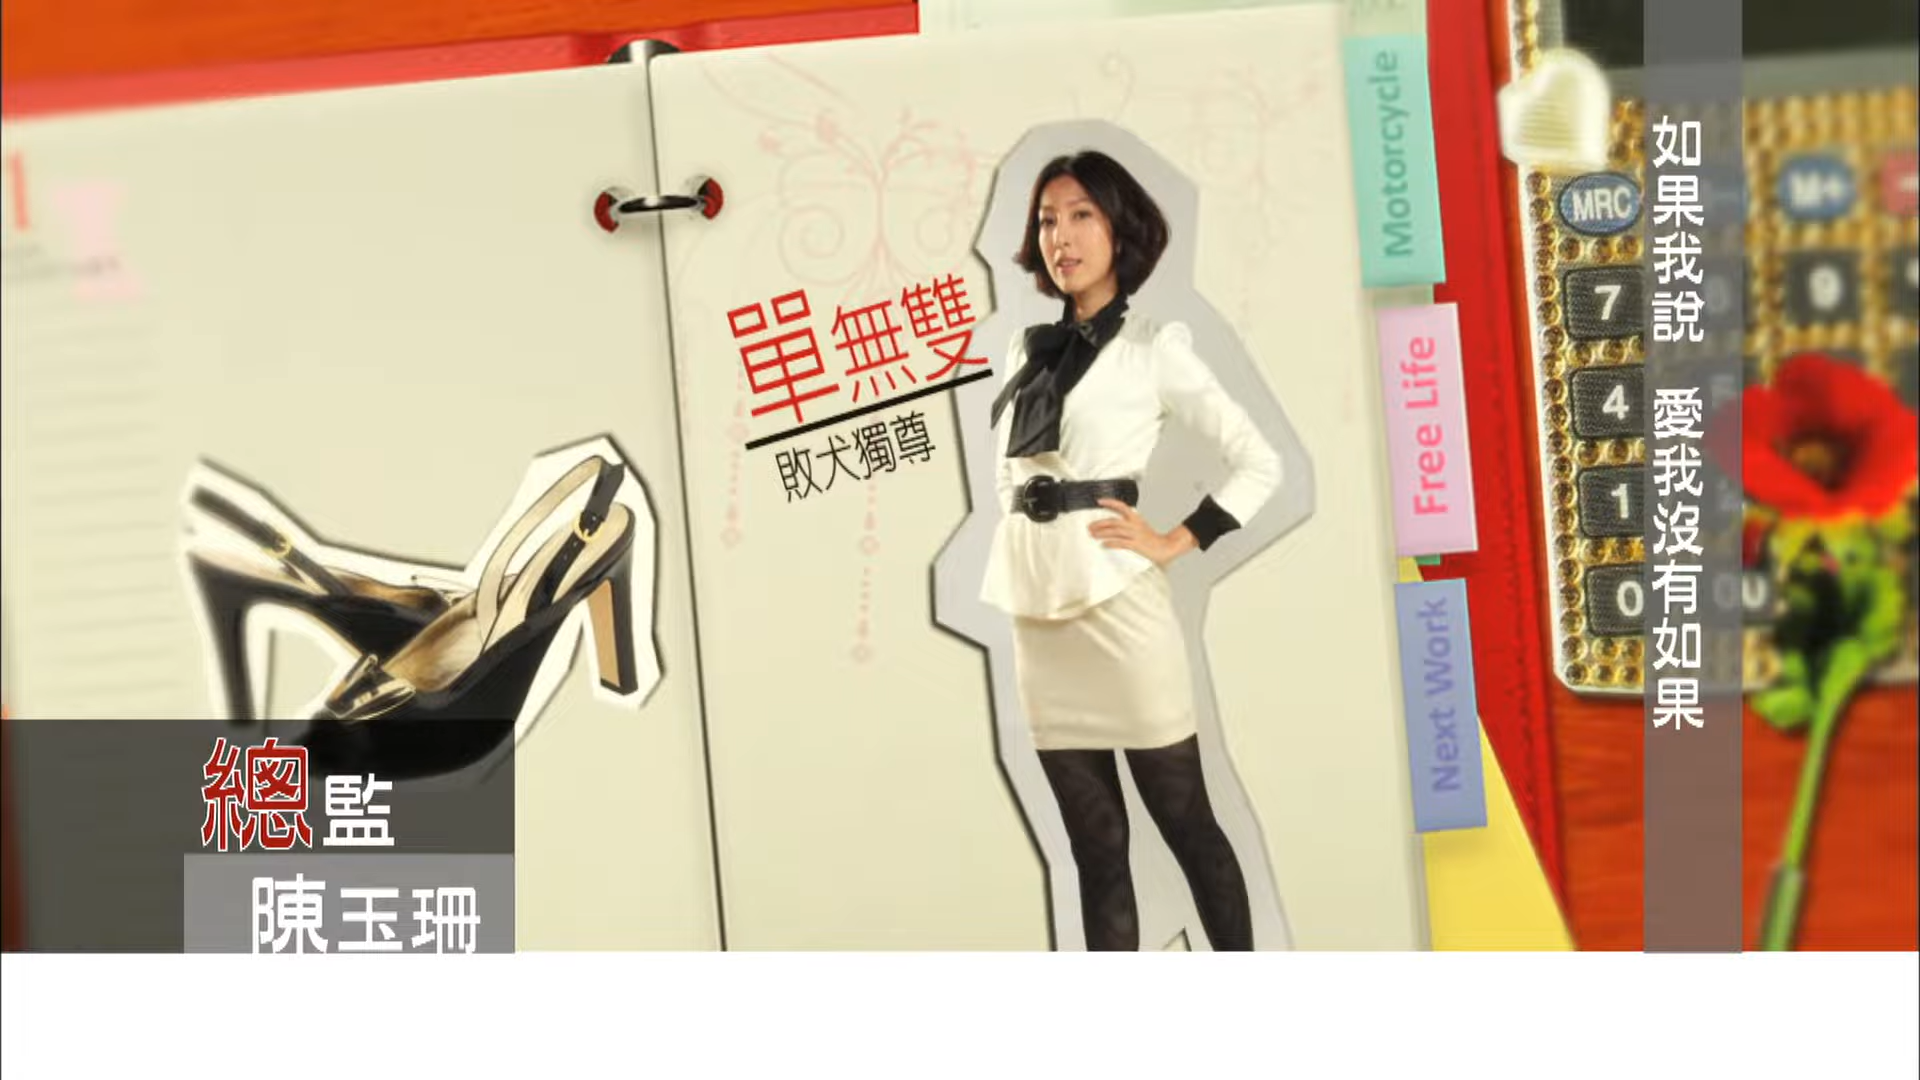 單無雙
敗犬獨尊
Motorcycle
Free Life
Next Work
MRC
M+
7
9
4
1
0
如果我說 愛我沒有如果
總監
陳玉珊